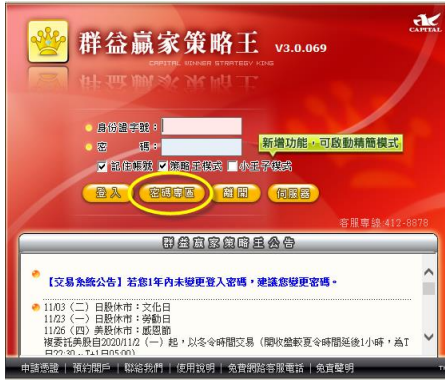 CAPITAL
群益贏家策略王 V3.0.069
CAPITAL WINNER STRATEGY KING
身份證字號：
密 碼：
新增功能，可啟動精簡模式
記住帳號 策略王模式 小王子模式
登入 密碼專區 離開 伺服器
客服專線:412-8878
群益贏家策略王公告
【交易系統公告】若您1年內未變更登入密碼，建議您變更密碼。
11/03（二）日股休市：文化日
11/23（一）日股休市：勞動日
11/26（四）美股休市：感恩節
複委託美股自2020/11/2（一）起，以冬令時間交易（開收盤較夏令時間延後1小時，為T
日22:30 ~ T+1日05:00）
申請憑證 | 預約開戶 | 聯絡我們 | 使用說明 | 免費網路客服電話 | 免責聲明